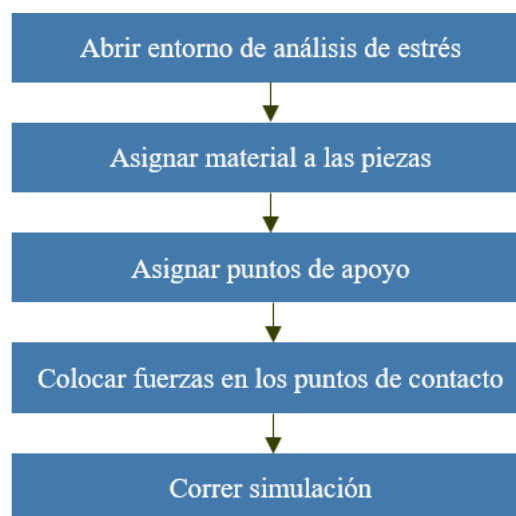 Abrir entorno de análisis de estrés
Asignar material a las piezas
Asignar puntos de apoyo
Colocar fuerzas en los puntos de contacto
Correr simulación